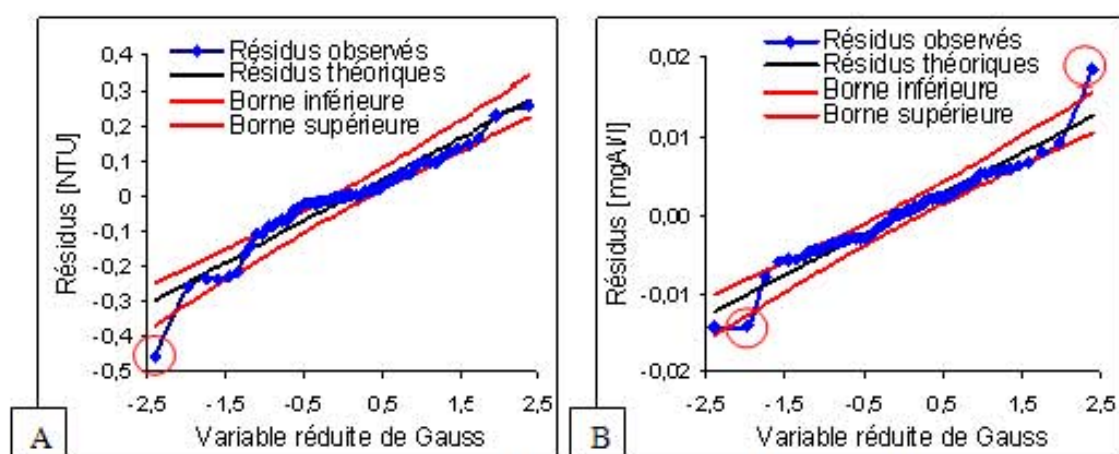 0,4
0,3
0,2
0,1
0
-0,1
-0,2
-0,3
-0,4
-0,5
Résidus [NTU]
Résidus observés
Résidus théoriques
Borne inférieure
Borne supérieure
-2,5 -1,5 -0,5 0,5 1,5 2,5
Variable réduite de Gauss
A
0,02
0,01
0,00
-0,01
-0,02
Résidus [mgAl/l]
Résidus observés
Résidus théoriques
Borne inférieure
Borne supérieure
-2,5 -1,5 -0,5 0,5 1,5 2,5
Variable réduite de Gauss
B